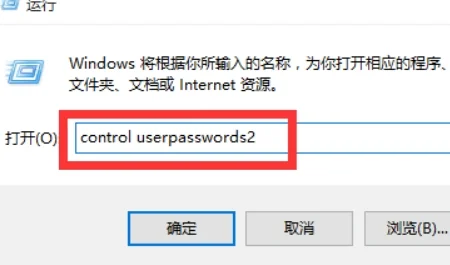 运行
Windows 将根据你所输入的名称，为你打开相应的程序、
文件夹、文档或 Internet 资源。
打开(O)
control userpasswords2
确定
取消
浏览(B)...